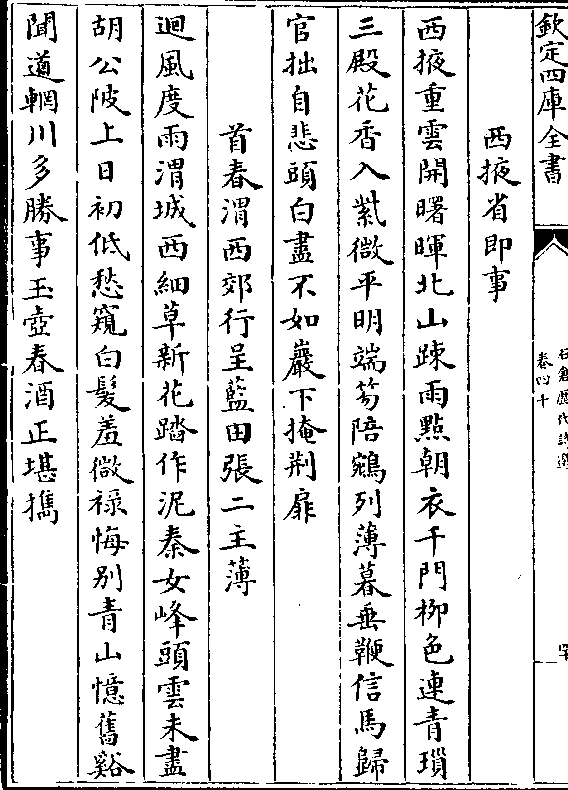 欽定四庫全書
石倉歷代詩選
卷四十
西掖省即事
西掖重雲開曙暉北山疎雨點朝衣千門柳色連青瑣
三殿花香入紫微平明端笏陪鵷列薄暮垂鞭信馬歸
官拙自悲頭白盡不如巖下掩荆扉
首春渭西郊行呈藍田張二主薄
迴風度雨渭城西細草新花踏作泥秦女峰頭雲未盡
胡公陂上日初低愁窺白髮羞微禄悔别青山憶舊谿
聞道輞川多勝事玉壺春酒正堪擕